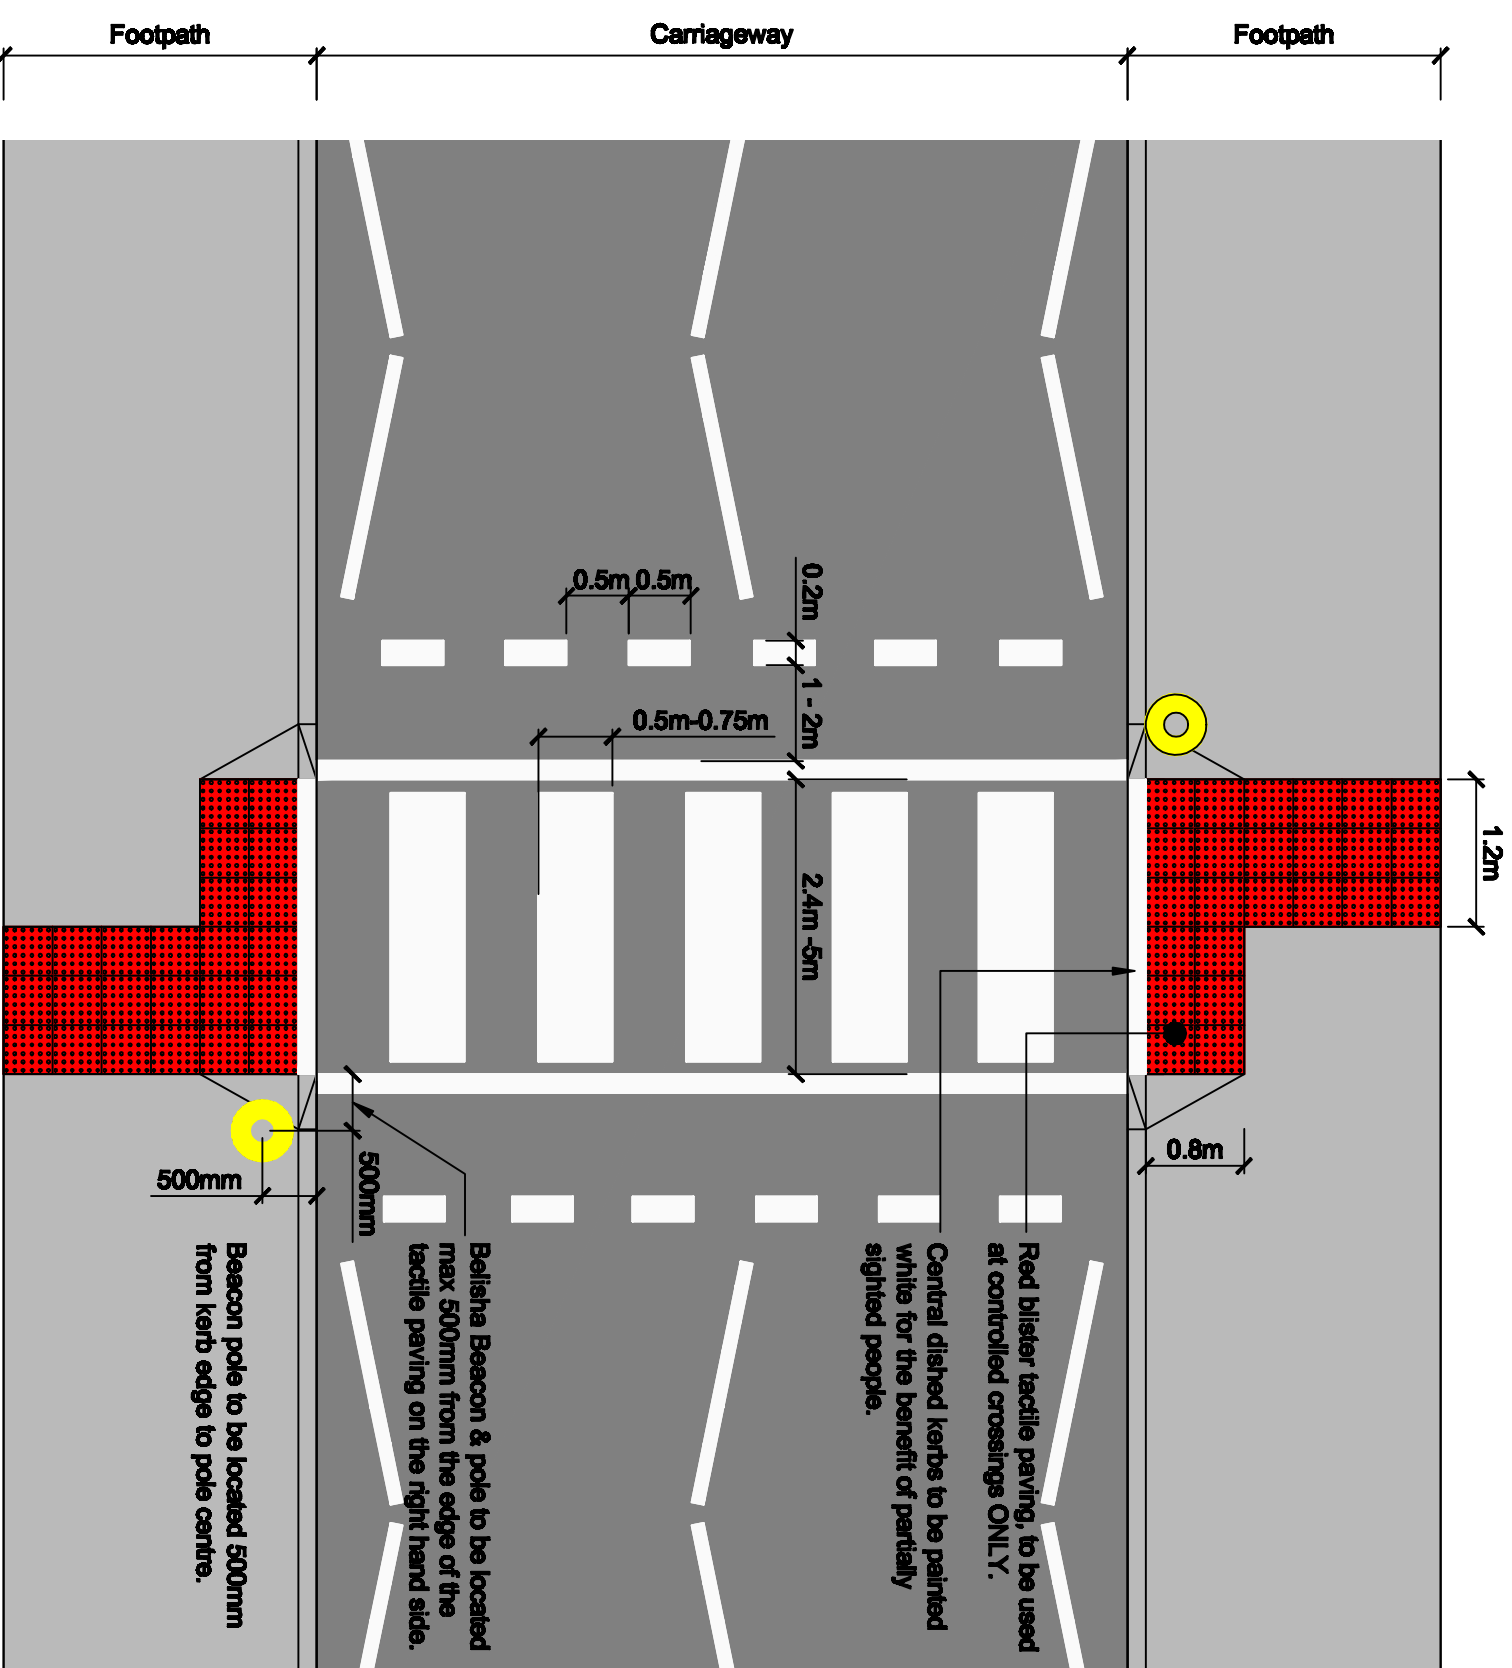 Footpath
Carriageway
Footpath
0.5m
0.5m
0.2m
1 - 2m
0.5m-0.75m
2.4m -5m
1.2m
0.8m
500mm
500mm
Red blister tactile paving, to be used
at controlled crossings ONLY.
Central dished kerbs to be painted
white for the benefit of partially
sighted people.
Belisha Beacon & pole to be located
max 500mm from the edge of the
tactile paving on the right hand side.
Beacon pole to be located 500mm
from kerb edge to pole centre.